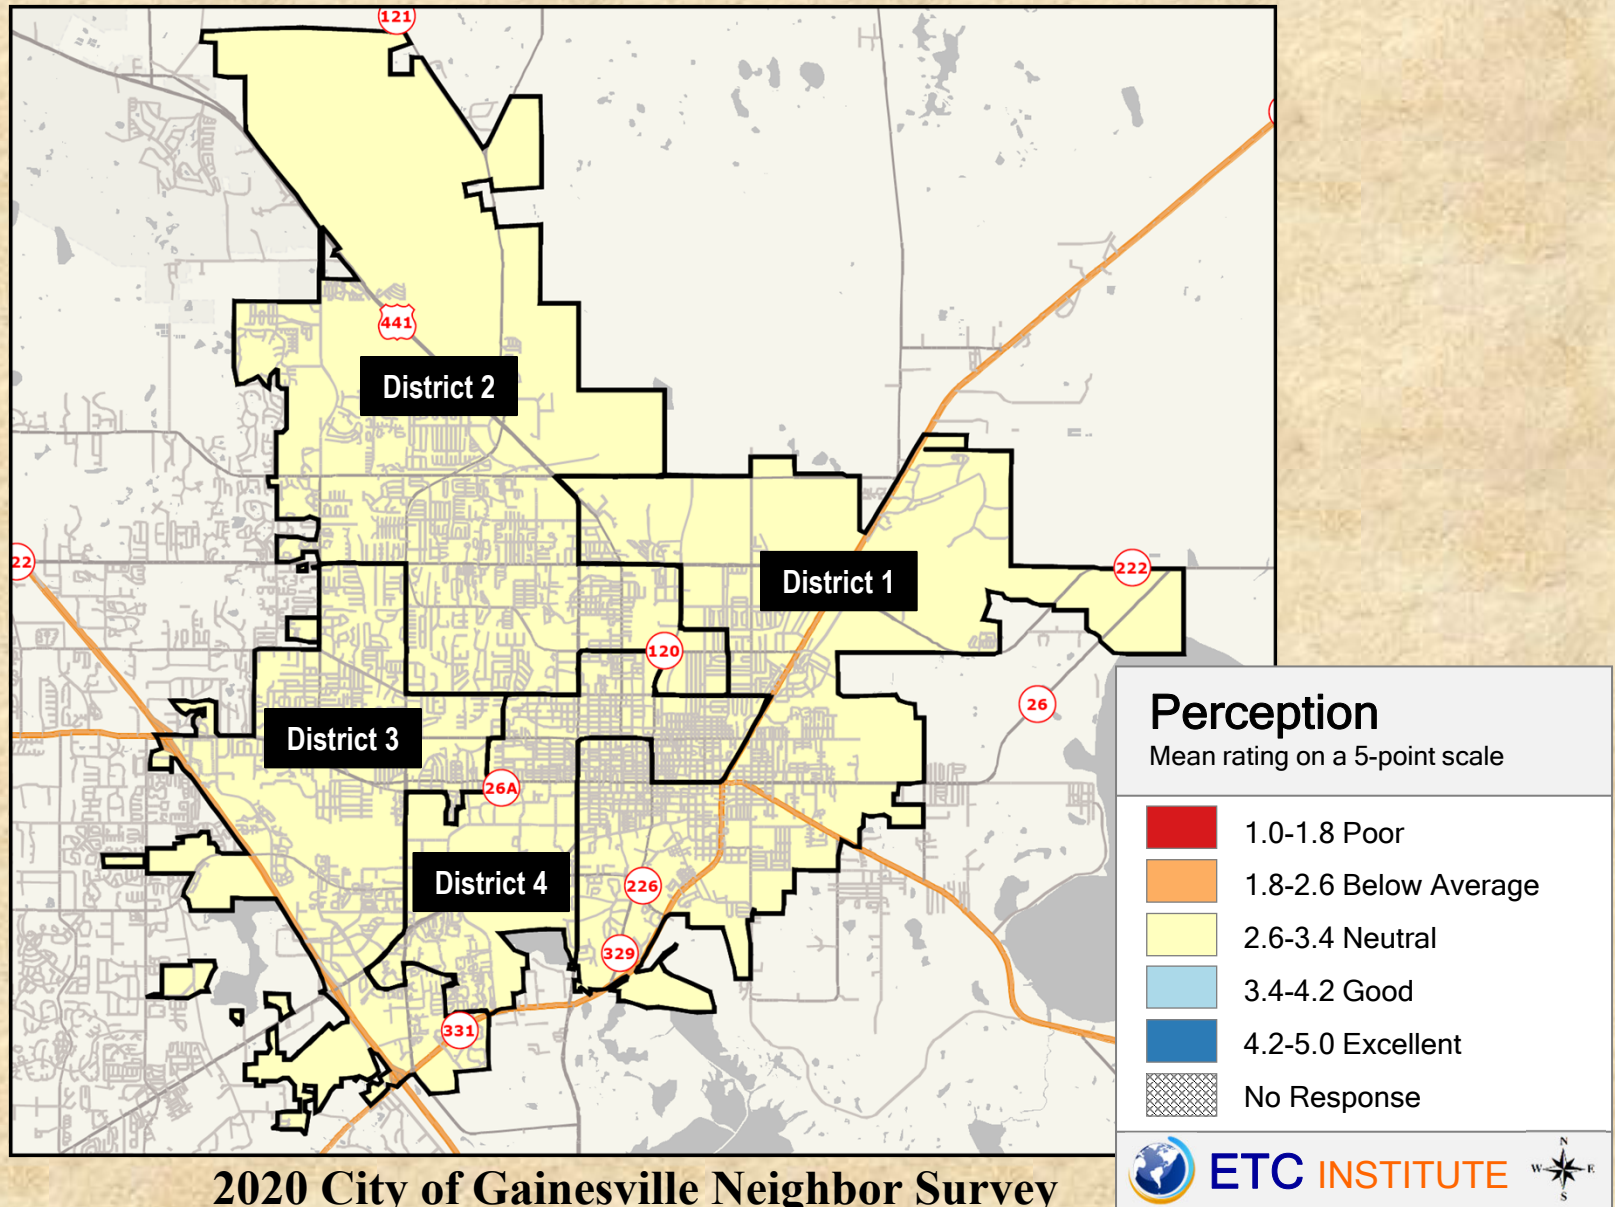 121
441
District 2
22
222
District 1
120
26
District 3
26A
District 4
226
329
331
Perception
Mean rating on a 5-point scale
1.0-1.8 Poor
1.8-2.6 Below Average
2.6-3.4 Neutral
3.4-4.2 Good
4.2-5.0 Excellent
No Response
ETC INSTITUTE
N
W E
S
2020 City of Gainesville Neighbor Survey